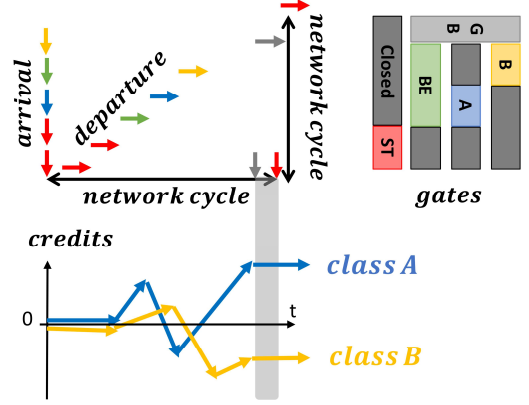 arrival
departure
network cycle
network cycle
Closed
ST
G
B
B
BE
A
B
gates
credits
class A
0
t
class B